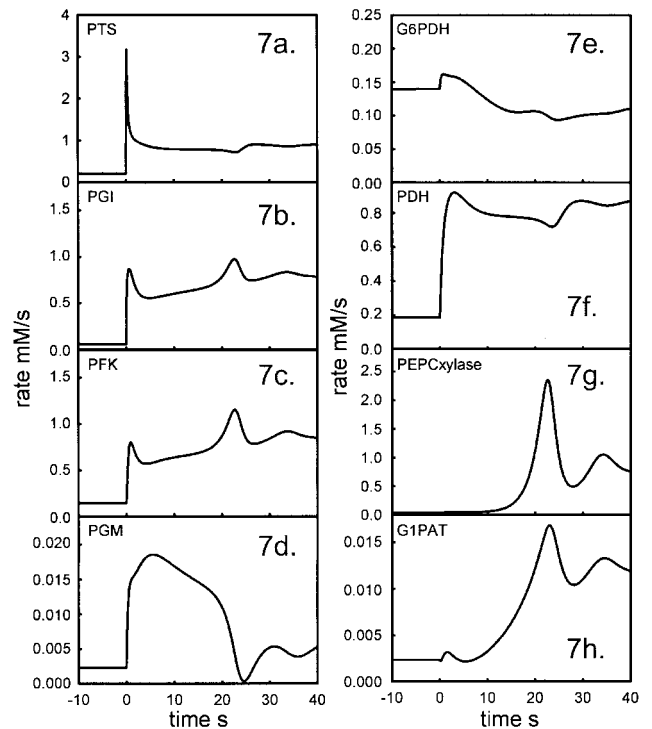 PTS
7a.
4
3
2
1
0
PGI
7b.
1.5
1.0
0.5
0.0
PFK
7c.
1.5
1.0
0.5
0.0
PGM
7d.
0.020
0.015
0.010
0.005
0.000
-10 0 10 20 30 40
time s
rate mM/s
G6PDH
7e.
0.25
0.20
0.15
0.10
0.05
0.00
PDH
7f.
0.8
0.6
0.4
0.2
0.0
PEPCxylase
7g.
2.5
2.0
1.5
1.0
0.5
0.0
G1PAT
7h.
0.015
0.010
0.005
0.000
-10 0 10 20 30 40
time s
rate mM/s